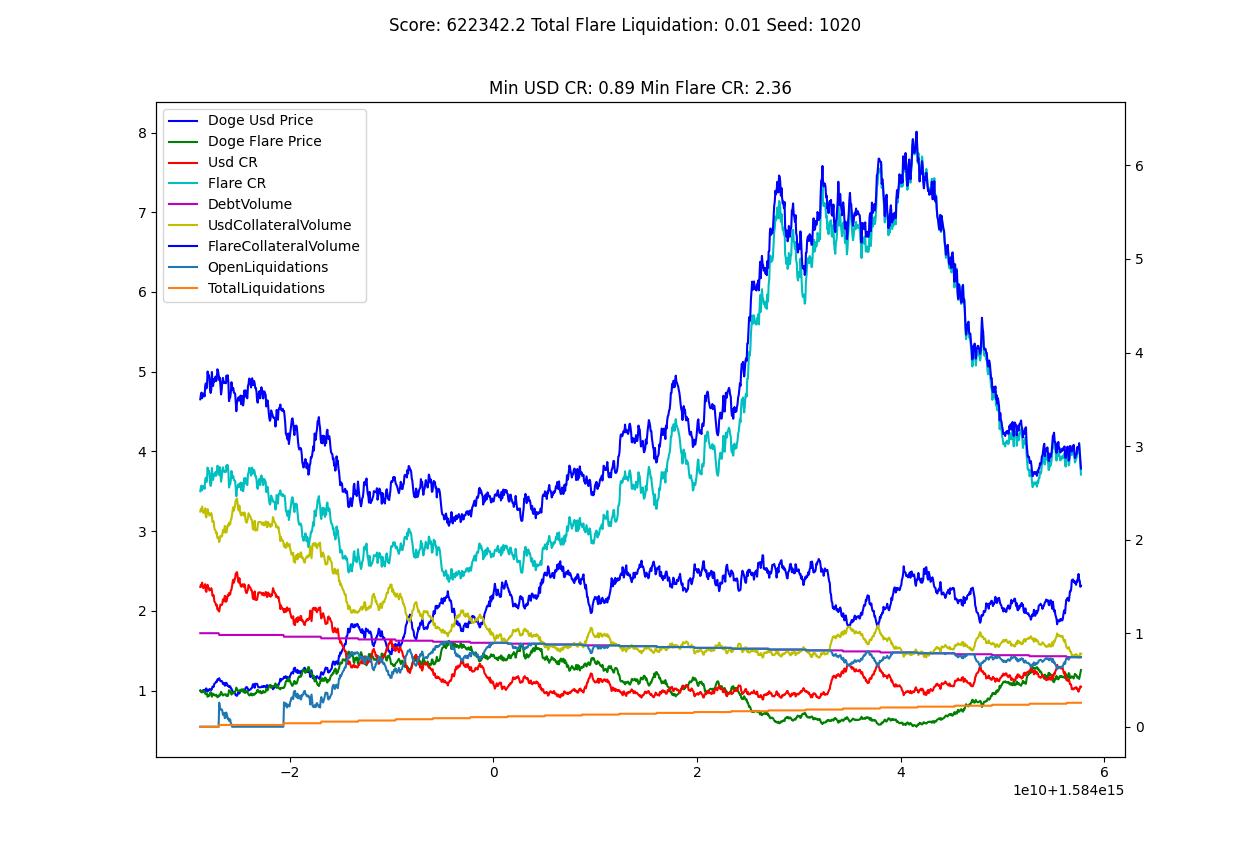 Score: 622342.2 Total Flare Liquidation: 0.01 Seed: 1020
Min USD CR: 0.89 Min Flare CR: 2.36
Doge Usd Price
Doge Flare Price
Usd CR
Flare CR
DebtVolume
UsdCollateralVolume
FlareCollateralVolume
OpenLiquidations
TotalLiquidations
8
7
6
5
4
3
2
1
6
5
4
3
2
1
0
−2
0
2
4
6
1e10+1.584e15